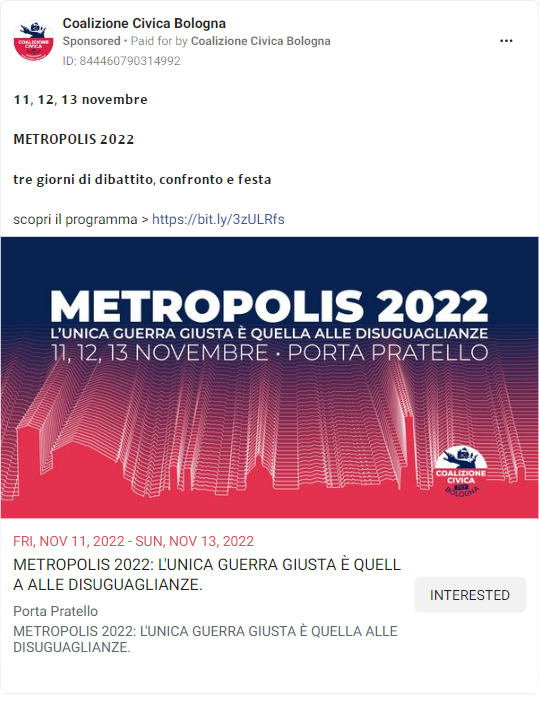 Coalizione Civica Bologna
Sponsored • Paid for by Coalizione Civica Bologna
ID: 844460790314992
11, 12, 13 novembre
METROPOLIS 2022
tre giorni di dibattito, confronto e festa
scopri il programma > https://bit.ly/3zULRfs
METROPOLIS 2022
L'UNICA GUERRA GIUSTA È QUELLA ALLE DISUGUAGLIANZE
11, 12, 13 NOVEMBRE • PORTA PRATELLO
COALIZIONE
CIVICA
BOLOGNA
FRI, NOV 11, 2022 - SUN, NOV 13, 2022
METROPOLIS 2022: L'UNICA GUERRA GIUSTA È QUELL
A ALLE DISUGUAGLIANZE.
INTERESTED
Porta Pratello
METROPOLIS 2022: L'UNICA GUERRA GIUSTA È QUELLA ALLE
DISUGUAGLIANZE.